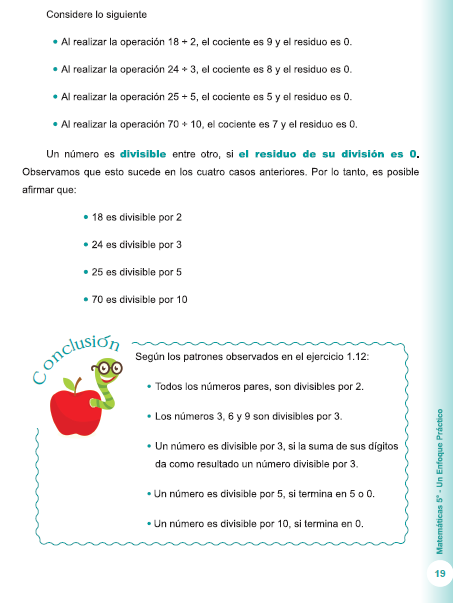 Considere lo siguiente
• Al realizar la operación 18 ÷ 2, el cociente es 9 y el residuo es 0.
• Al realizar la operación 24 ÷ 3, el cociente es 8 y el residuo es 0.
• Al realizar la operación 25 ÷ 5, el cociente es 5 y el residuo es 0.
• Al realizar la operación 70 ÷ 10, el cociente es 7 y el residuo es 0.
Un número es divisible entre otro, si el residuo de su división es 0.
Observamos que esto sucede en los cuatro casos anteriores. Por lo tanto, es posible
afirmar que:
• 18 es divisible por 2
• 24 es divisible por 3
• 25 es divisible por 5
• 70 es divisible por 10
Conclusión
Según los patrones observados en el ejercicio 1.12:
• Todos los números pares, son divisibles por 2.
• Los números 3, 6 y 9 son divisibles por 3.
• Un número es divisible por 3, si la suma de sus dígitos
da como resultado un número divisible por 3.
• Un número es divisible por 5, si termina en 5 o 0.
• Un número es divisible por 10, si termina en 0.
Matemáticas 5° - Un Enfoque Práctico
19